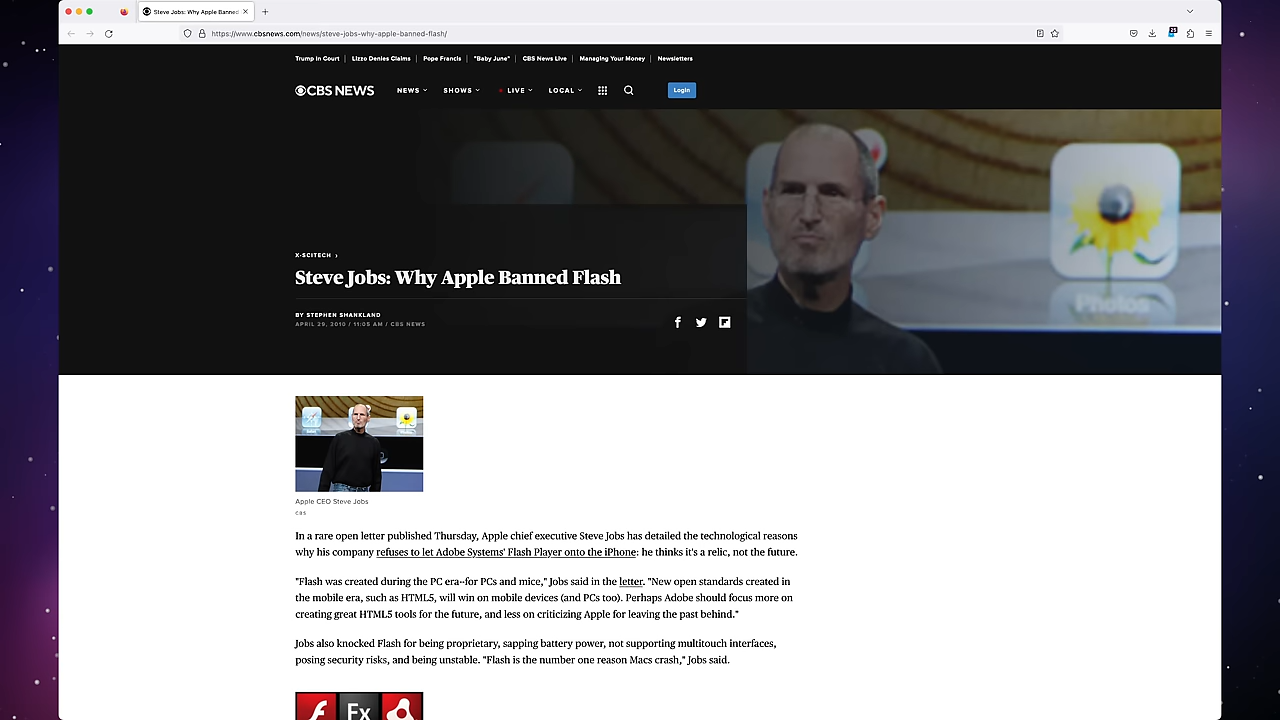 Steve Jobs: Why Apple Banned
https://www.cbsnews.com/news/steve-jobs-why-apple-banned-flash/
Trump in Court
Lizzo Denies Claims
Pope Francis
"Baby June"
CBS News Live
Managing Your Money
Newsletters
CBS NEWS
NEWS
SHOWS
LIVE
LOCAL
Login
Photos
X-SCITECH ›
Steve Jobs: Why Apple Banned Flash
BY STEPHEN SHANKLAND
APRIL 29, 2010 / 11:05 AM / CBS NEWS
Apple CEO Steve Jobs
CBS
In a rare open letter published Thursday, Apple chief executive Steve Jobs has detailed the technological reasons
why his company refuses to let Adobe Systems' Flash Player onto the iPhone: he thinks it's a relic, not the future.
"Flash was created during the PC era--for PCs and mice," Jobs said in the letter. "New open standards created in
the mobile era, such as HTML5, will win on mobile devices (and PCs too). Perhaps Adobe should focus more on
creating great HTML5 tools for the future, and less on criticizing Apple for leaving the past behind."
Jobs also knocked Flash for being proprietary, sapping battery power, not supporting multitouch interfaces,
posing security risks, and being unstable. "Flash is the number one reason Macs crash," Jobs said.
Fx